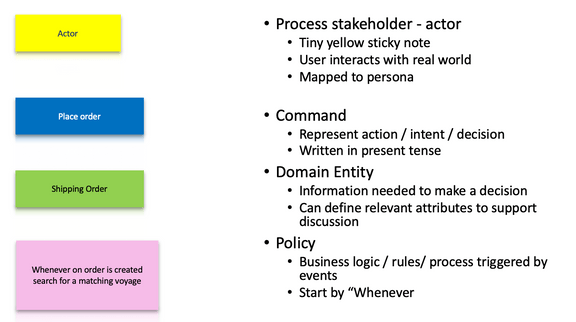 Actor
Place order
Shipping Order
Whenever on order is created
search for a matching voyage
• Process stakeholder - actor
• Tiny yellow sticky note
• User interacts with real world
• Mapped to persona
• Command
• Represent action / intent / decision
• Written in present tense
• Domain Entity
• Information needed to make a decision
• Can define relevant attributes to support
discussion
• Policy
• Business logic / rules/ process triggered by
events
• Start by “Whenever